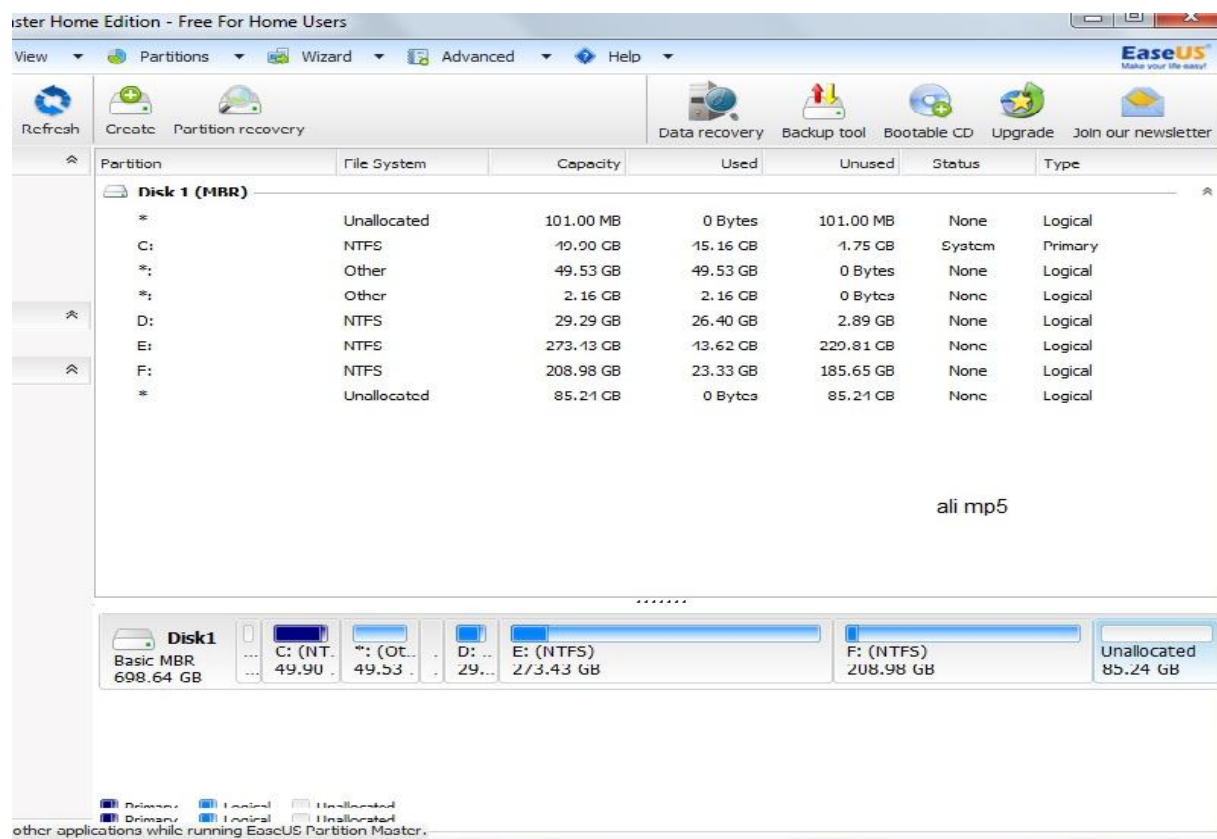 ster Home Edition - Free For Home Users
View Partitions Wizard Advanced Help EaseUS
Make your life easy!
Refresh Create Partition recovery Data recovery Backup tool Bootable CD Upgrade Join our newsletter
Partition File System Capacity Used Unused Status Type
Disk 1 (MBR)
* Unallocated 101.00 MB 0 Bytes 101.00 MB None Logical
C: NTFS 49.90 GB 45.16 GB 4.75 GB System Primary
*: Other 49.53 GB 49.53 GB 0 Bytes None Logical
*: Other 2.16 GB 2.16 GB 0 Bytes None Logical
D: NTFS 29.29 GB 26.40 GB 2.89 GB None Logical
E: NTFS 273.43 GB 43.62 GB 229.81 GB None Logical
F: NTFS 208.98 GB 23.33 GB 185.65 GB None Logical
* Unallocated 85.24 GB 0 Bytes 85.24 GB None Logical
ali mp5
Disk1
Basic MBR
698.64 GB
... ...
C: (NT.
49.90 .
*: (Ot..
49.53 .
. .
D: ..
29...
E: (NTFS)
273.43 GB
F: (NTFS)
208.98 GB
Unallocated
85.24 GB
Primary Logical Unallocated
Primary Logical Unallocated
other applications while running EaseUS Partition Master.